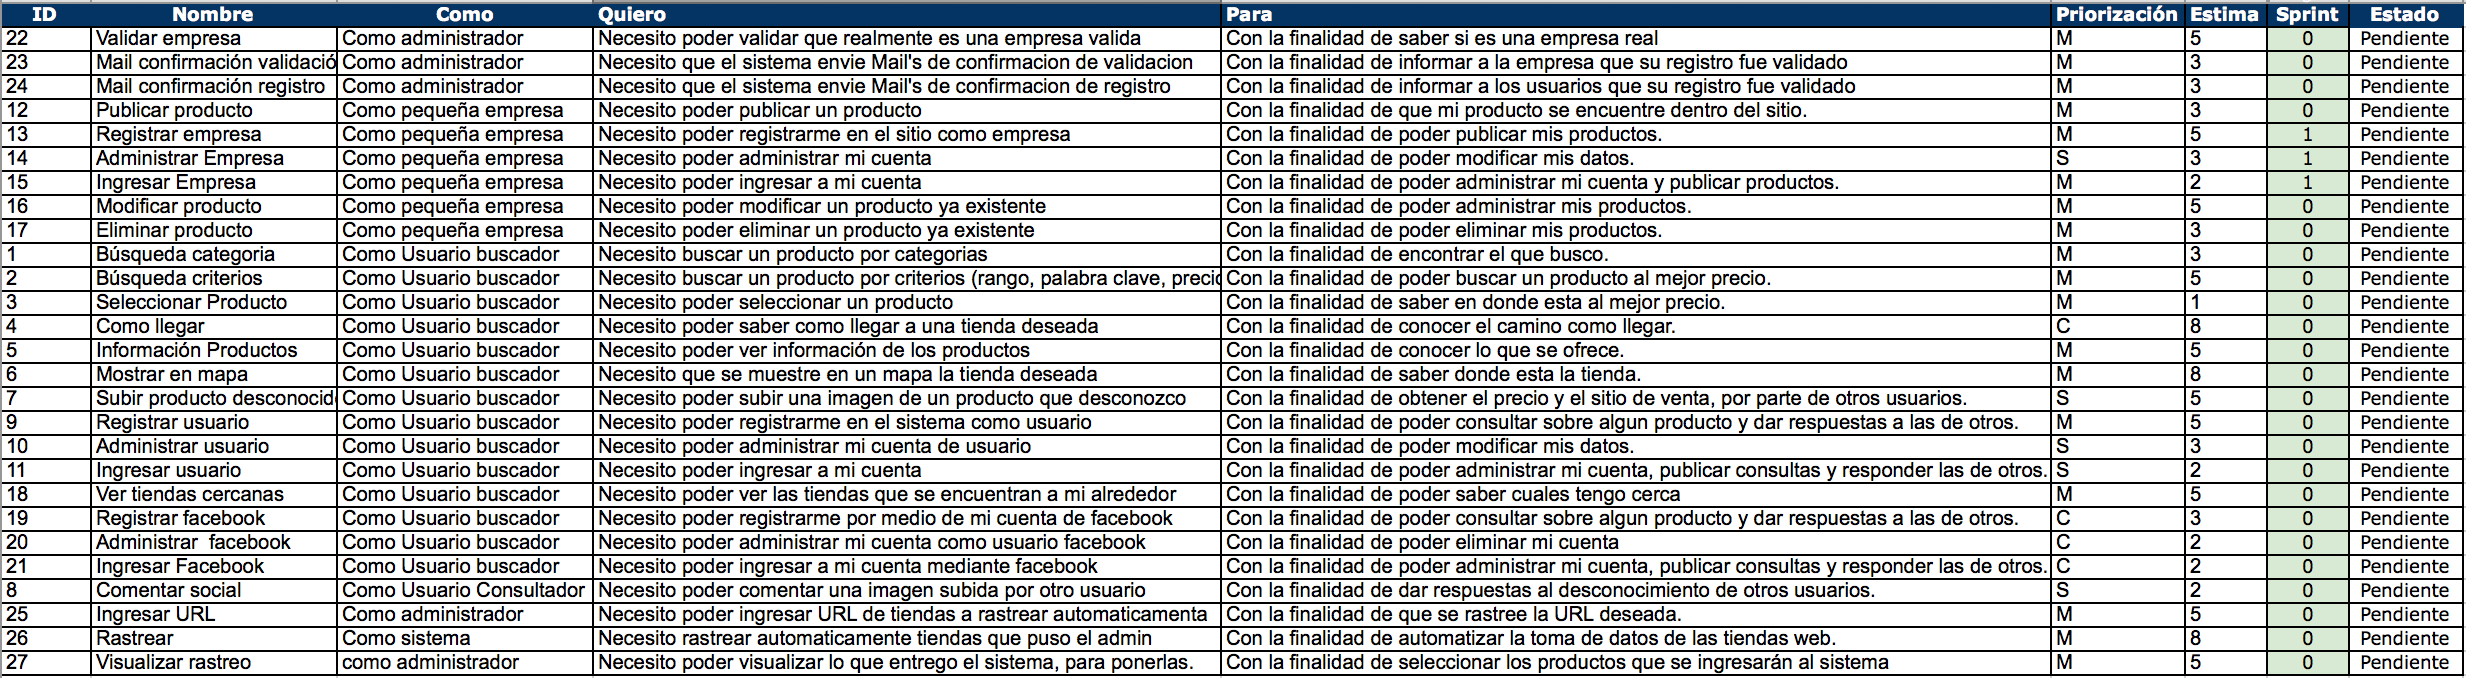 ID Nombre Como Quiero Para Priorización Estima Sprint Estado
22 Validar empresa Como administrador Necesito poder validar que realmente es una empresa valida Con la finalidad de saber si es una empresa real M 5 0 Pendiente
23 Mail confirmación validació Como administrador Necesito que el sistema envie Mail's de confirmacion de validacion Con la finalidad de informar a la empresa que su registro fue validado M 3 0 Pendiente
24 Mail confirmación registro Como administrador Necesito que el sistema envie Mail's de confirmacion de registro Con la finalidad de informar a los usuarios que su registro fue validado M 3 0 Pendiente
12 Publicar producto Como pequeña empresa Necesito poder publicar un producto Con la finalidad de que mi producto se encuentre dentro del sitio. M 3 0 Pendiente
13 Registrar empresa Como pequeña empresa Necesito poder registrarme en el sitio como empresa Con la finalidad de poder publicar mis productos. M 5 1 Pendiente
14 Administrar Empresa Como pequeña empresa Necesito poder administrar mi cuenta Con la finalidad de poder modificar mis datos. S 3 1 Pendiente
15 Ingresar Empresa Como pequeña empresa Necesito poder ingresar a mi cuenta Con la finalidad de poder administrar mi cuenta y publicar productos. M 2 1 Pendiente
16 Modificar producto Como pequeña empresa Necesito poder modificar un producto ya existente Con la finalidad de poder administrar mis productos. M 5 0 Pendiente
17 Eliminar producto Como pequeña empresa Necesito poder eliminar un producto ya existente Con la finalidad de poder eliminar mis productos. M 3 0 Pendiente
1 Búsqueda categoria Como Usuario buscador Necesito buscar un producto por categorias Con la finalidad de encontrar el que busco. M 3 0 Pendiente
2 Búsqueda criterios Como Usuario buscador Necesito buscar un producto por criterios (rango, palabra clave, precio Con la finalidad de poder buscar un producto al mejor precio. M 5 0 Pendiente
3 Seleccionar Producto Como Usuario buscador Necesito poder seleccionar un producto Con la finalidad de saber en donde esta al mejor precio. M 1 0 Pendiente
4 Como llegar Como Usuario buscador Necesito poder saber como llegar a una tienda deseada Con la finalidad de conocer el camino como llegar. C 8 0 Pendiente
5 Información Productos Como Usuario buscador Necesito poder ver información de los productos Con la finalidad de conocer lo que se ofrece. M 5 0 Pendiente
6 Mostrar en mapa Como Usuario buscador Necesito que se muestre en un mapa la tienda deseada Con la finalidad de saber donde esta la tienda. M 8 0 Pendiente
7 Subir producto desconocid Como Usuario buscador Necesito poder subir una imagen de un producto que desconozco Con la finalidad de obtener el precio y el sitio de venta, por parte de otros usuarios. S 5 0 Pendiente
9 Registrar usuario Como Usuario buscador Necesito poder registrarme en el sistema como usuario Con la finalidad de poder consultar sobre algun producto y dar respuestas a las de otros. M 5 0 Pendiente
10 Administrar usuario Como Usuario buscador Necesito poder administrar mi cuenta de usuario Con la finalidad de poder modificar mis datos. S 3 0 Pendiente
11 Ingresar usuario Como Usuario buscador Necesito poder ingresar a mi cuenta Con la finalidad de poder administrar mi cuenta, publicar consultas y responder las de otros. S 2 0 Pendiente
18 Ver tiendas cercanas Como Usuario buscador Necesito poder ver las tiendas que se encuentran a mi alrededor Con la finalidad de poder saber cuales tengo cerca M 5 0 Pendiente
19 Registrar facebook Como Usuario buscador Necesito poder registrarme por medio de mi cuenta de facebook Con la finalidad de poder consultar sobre algun producto y dar respuestas a las de otros. C 3 0 Pendiente
20 Administrar facebook Como Usuario buscador Necesito poder administrar mi cuenta como usuario facebook Con la finalidad de poder eliminar mi cuenta C 2 0 Pendiente
21 Ingresar Facebook Como Usuario buscador Necesito poder ingresar a mi cuenta mediante facebook Con la finalidad de poder administrar mi cuenta, publicar consultas y responder las de otros. C 2 0 Pendiente
8 Comentar social Como Usuario Consultador Necesito poder comentar una imagen subida por otro usuario Con la finalidad de dar respuestas al desconocimiento de otros usuarios. S 2 0 Pendiente
25 Ingresar URL Como administrador Necesito poder ingresar URL de tiendas a rastrear automaticamenta Con la finalidad de que se rastree la URL deseada. M 5 0 Pendiente
26 Rastrear Como sistema Necesito rastrear automaticamente tiendas que puso el admin Con la finalidad de automatizar la toma de datos de las tiendas web. M 8 0 Pendiente
27 Visualizar rastreo como administrador Necesito poder visualizar lo que entrego el sistema, para ponerlas. Con la finalidad de seleccionar los productos que se ingresarán al sistema M 5 0 Pendiente